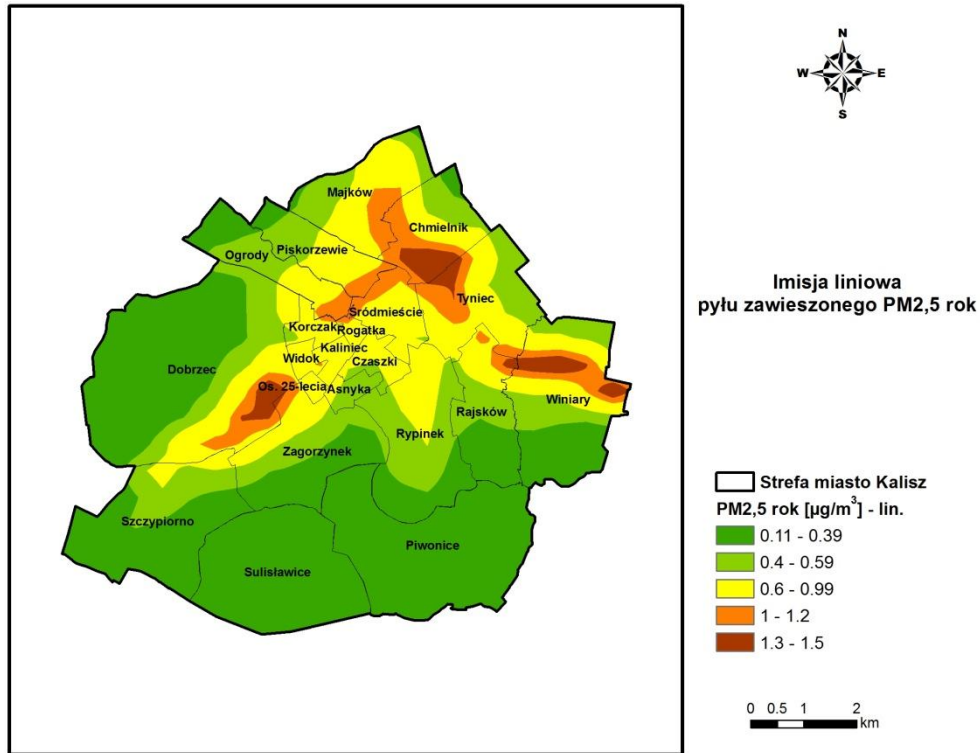 N
W E
S
Imisja liniowa
pyłu zawieszonego PM2,5 rok
Majków
Chmielnik
Piskorzewie
Ogrody
Tyniec
Śródmieście
Korczak
Rogatka
Kaliniec
Widok
Czaszki
Dobrzec
Os. 25-lecia
Asnyka
Winiary
Rajsków
Rypinek
Zagorzynek
Szczypiorno
Piwonice
Sulisławice
Strefa miasto Kalisz
PM2,5 rok [µg/m³] - lin.
0.11 - 0.39
0.4 - 0.59
0.6 - 0.99
1 - 1.2
1.3 - 1.5
0 0.5 1 2
km